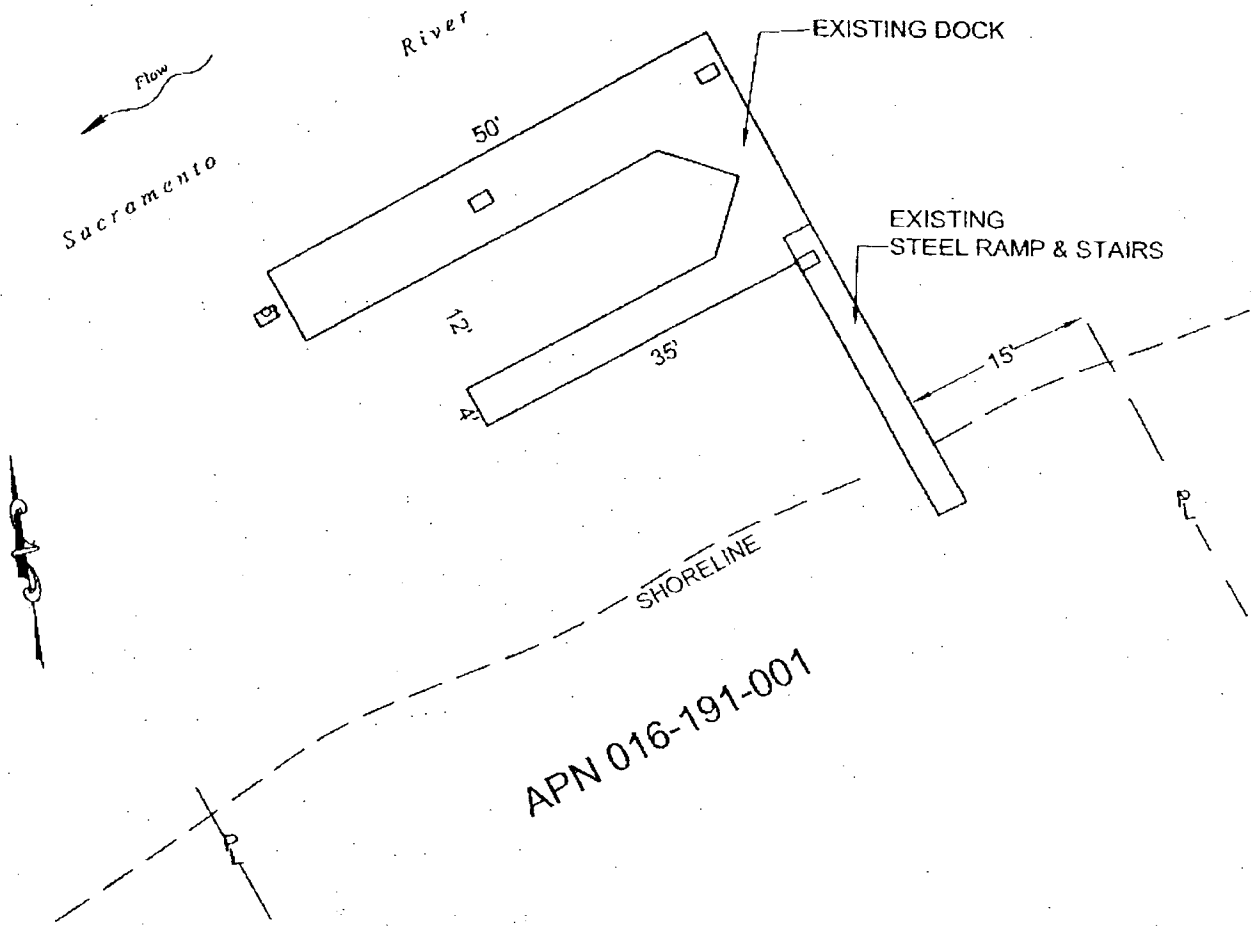 River
Flow
Sacramento
EXISTING DOCK
50'
EXISTING
STEEL RAMP & STAIRS
8'
12'
35'
4'
15'
PL
SHORELINE
APN 016-191-001
PL